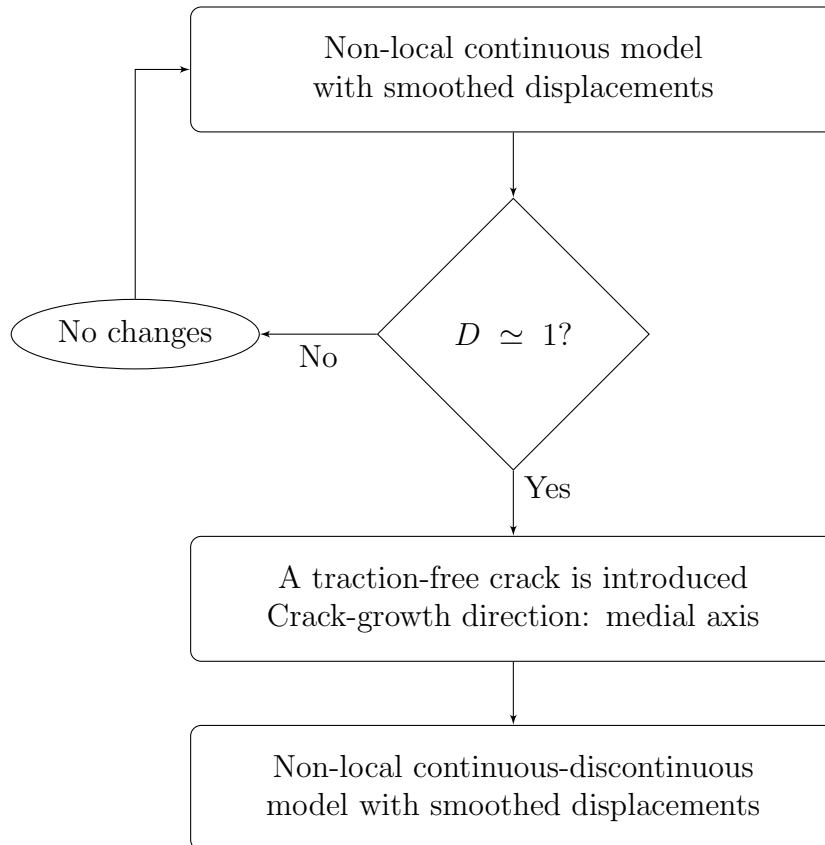 Non-local continuous model
with smoothed displacements
D ≃ 1?
No changes
No
Yes
A traction-free crack is introduced
Crack-growth direction: medial axis
Non-local continuous-discontinuous
model with smoothed displacements